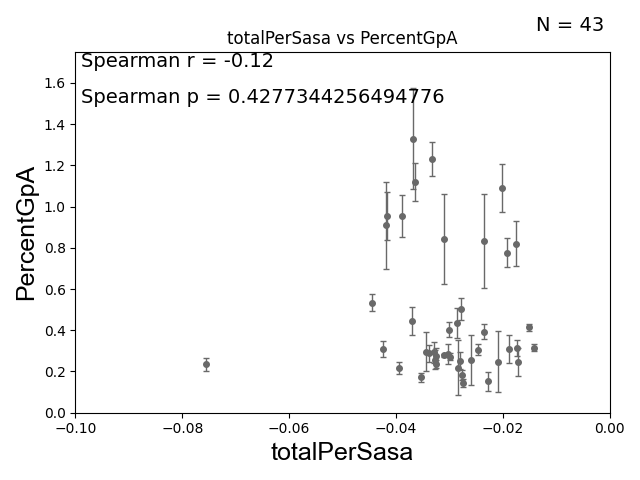 N = 43
totalPerSasa vs PercentGpA
Spearman r = -0.12
Spearman p = 0.4277344256494776
PercentGpA
1.6
1.4
1.2
1.0
0.8
0.6
0.4
0.2
0.0
−0.10
−0.08
−0.06
−0.04
−0.02
0.00
totalPerSasa